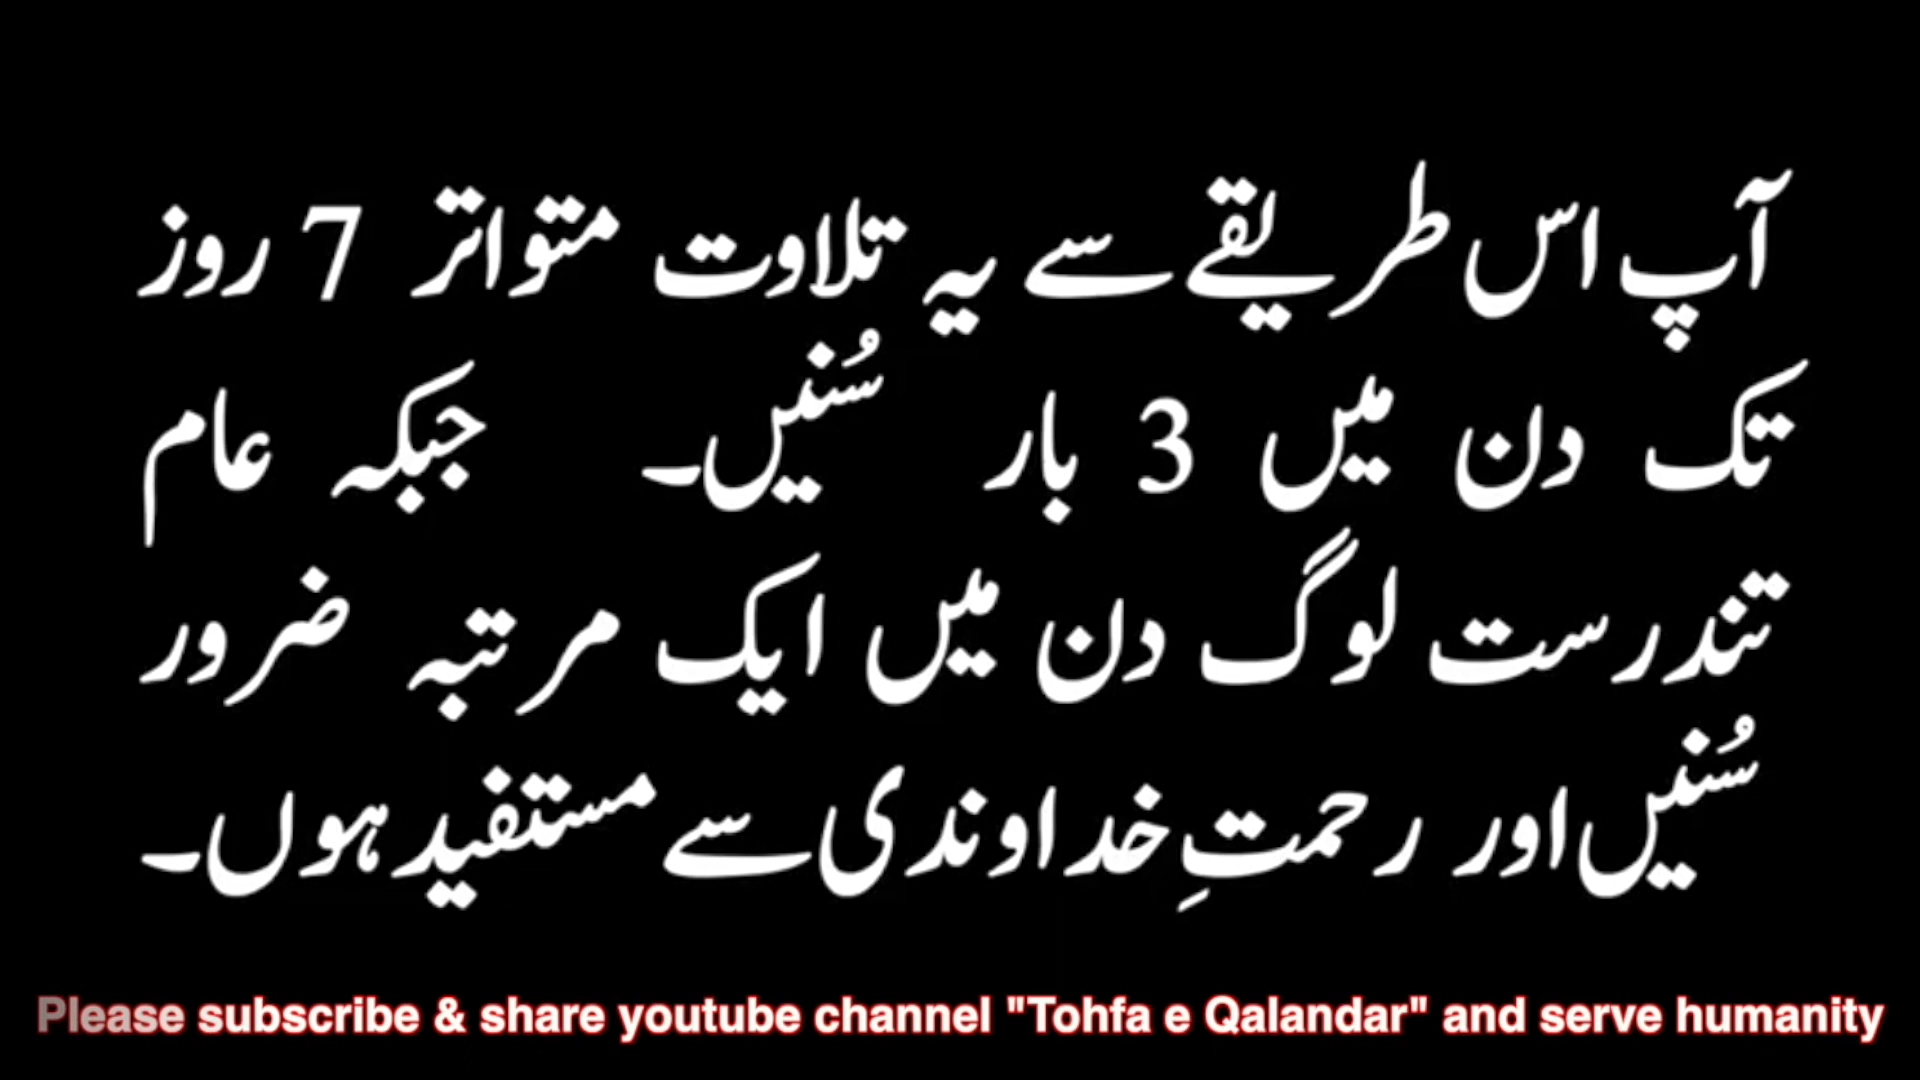 آپ اس طریقے سے یہ تلاوت متواتر 7 روز
تک دن میں 3 بار سُنیں۔ جبکہ عام
تندرست لوگ دن میں ایک مرتبہ ضرور
سُنیں اور رحمتِ خداوندی سے مستفید ہوں۔
Please subscribe & share youtube channel "Tohfa e Qalandar" and serve humanity